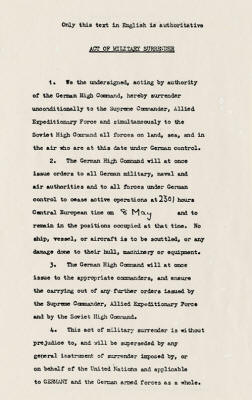 Only this text in English is authoritative
ACT OF MILITARY SURRENDER
1. We the undersigned, acting by authority
of the German High Command, hereby surrender
unconditionally to the Supreme Commander, Allied
Expeditionary Force and simultaneously to the
Soviet High Command all forces on land, sea, and in
the air who are at this date under German control.
2. The German High Command will at once
issue orders to all German military, naval and
air authorities and to all forces under German
control to cease active operations at 2301 hours
Central European time on 8 May and to
remain in the positions occupied at that time. No
ship, vessel, or aircraft is to be scuttled, or any
damage done to their hull, machinery or equipment.
3. The German High Command will at once
issue to the appropriate commanders, and ensure
the carrying out of any further orders issued by
the Supreme Commander, Allied Expeditionary Force
and by the Soviet High Command.
4. This act of military surrender is without
prejudice to, and will be superseded by any
general instrument of surrender imposed by, or
on behalf of the United Nations and applicable
to GERMANY and the German armed forces as a whole.